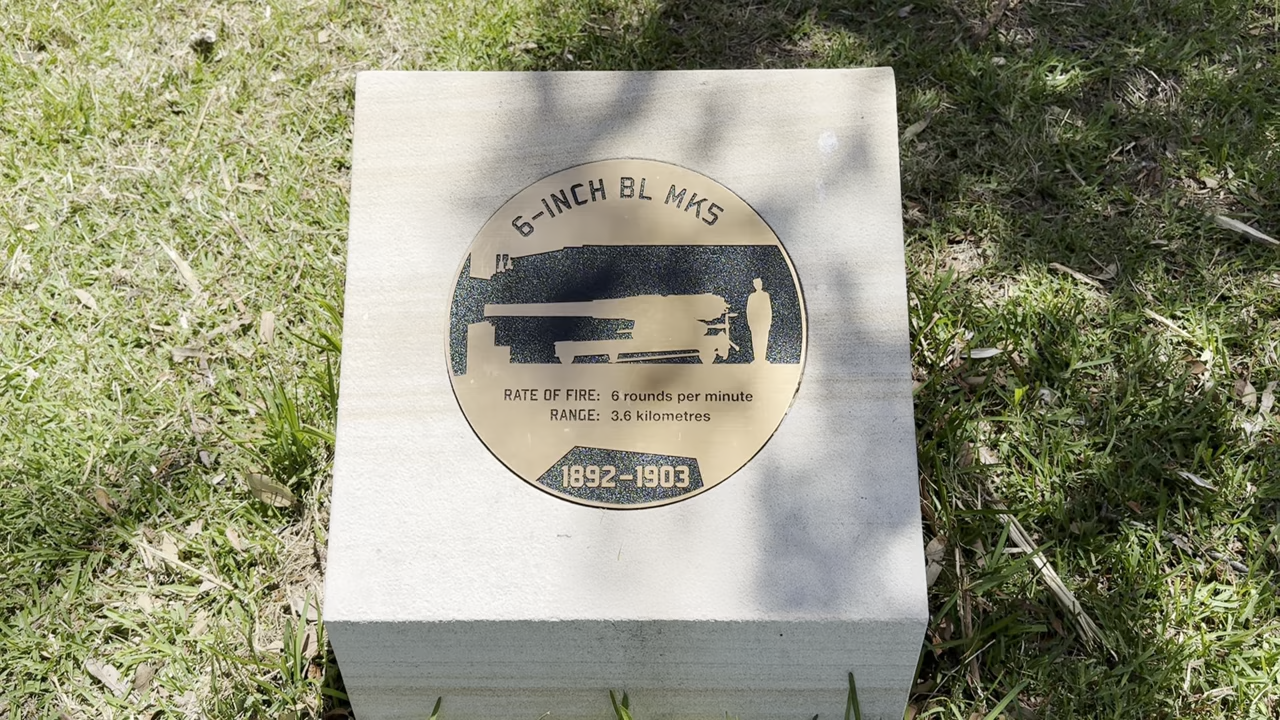 6-INCH BL MK5
RATE OF FIRE: 6 rounds per minute
RANGE: 3.6 kilometres
1892-1903